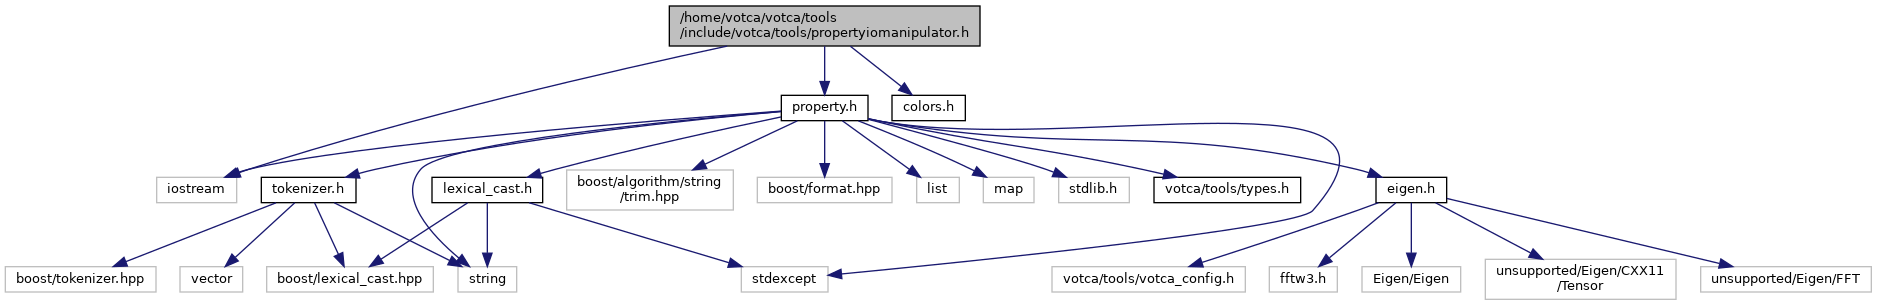 /home/votca/votca/tools
/include/votca/tools/propertyiomanipulator.h
property.h
colors.h
iostream
tokenizer.h
lexical_cast.h
boost/algorithm/string
/trim.hpp
boost/format.hpp
list
map
stdlib.h
votca/tools/types.h
eigen.h
boost/tokenizer.hpp
vector
boost/lexical_cast.hpp
string
stdexcept
votca/tools/votca_config.h
fftw3.h
Eigen/Eigen
unsupported/Eigen/CXX11
/Tensor
unsupported/Eigen/FFT